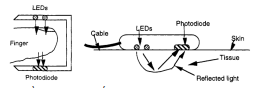 LEDs
Finger
Photodiode
Cable
LEDs
Photodiode
Skin
Tissue
Reflected light